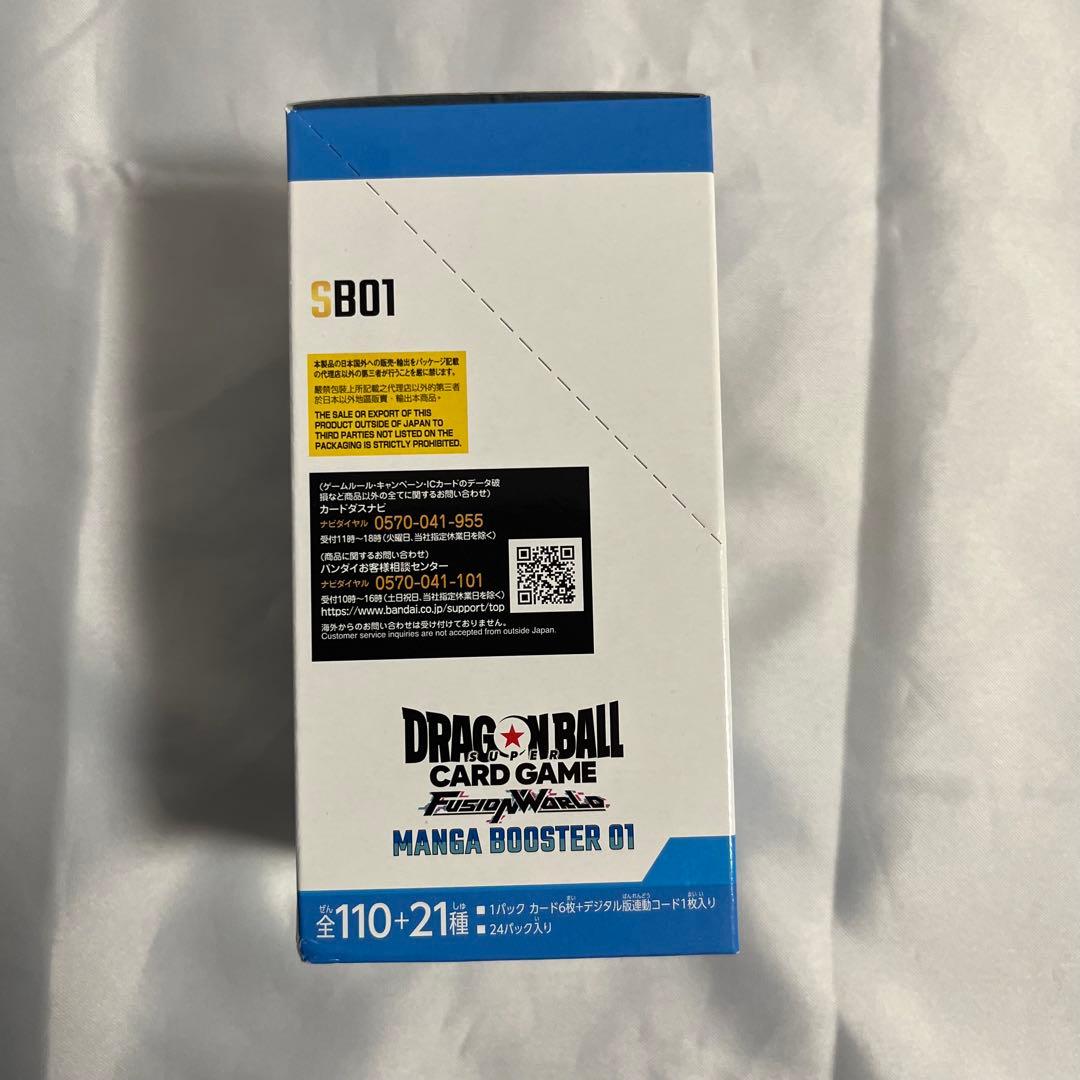 SB01
本製品の日本国外への販売・輸出をパッケージ記載
の代理店以外の第三者が行うことを厳に禁じます。
嚴禁包裝上所記載之代理店以外的第三者
於日本以外地區販賣、輸出本商品。
THE SALE OR EXPORT OF THIS
PRODUCT OUTSIDE OF JAPAN TO
THIRD PARTIES NOT LISTED ON THE
PACKAGING IS STRICTLY PROHIBITED.
(ゲームルール・キャンペーン・ICカードのデータ破
損など商品以外の全てに関するお問い合わせ)
カードダスナビ
ナビダイヤル 0570-041-955
受付11時~18時(火曜日、当社指定休業日を除く)
(商品に関するお問い合わせ)
バンダイお客様相談センター
ナビダイヤル 0570-041-101
受付10時~16時(土日祝日、当社指定休業日を除く)
https://www.bandai.co.jp/support/top
海外からのお問い合わせは受け付けておりません。
Customer service inquiries are not accepted from outside Japan.
DRAGON BALL
SUPER
CARD GAME
FUSION WORLD
MANGA BOOSTER 01
ぜん しゅ
全110+21種
まい ばんれんどう まいい
■ 1パック カード6枚+デジタル版連動コード1枚入り
い
■ 24パック入り